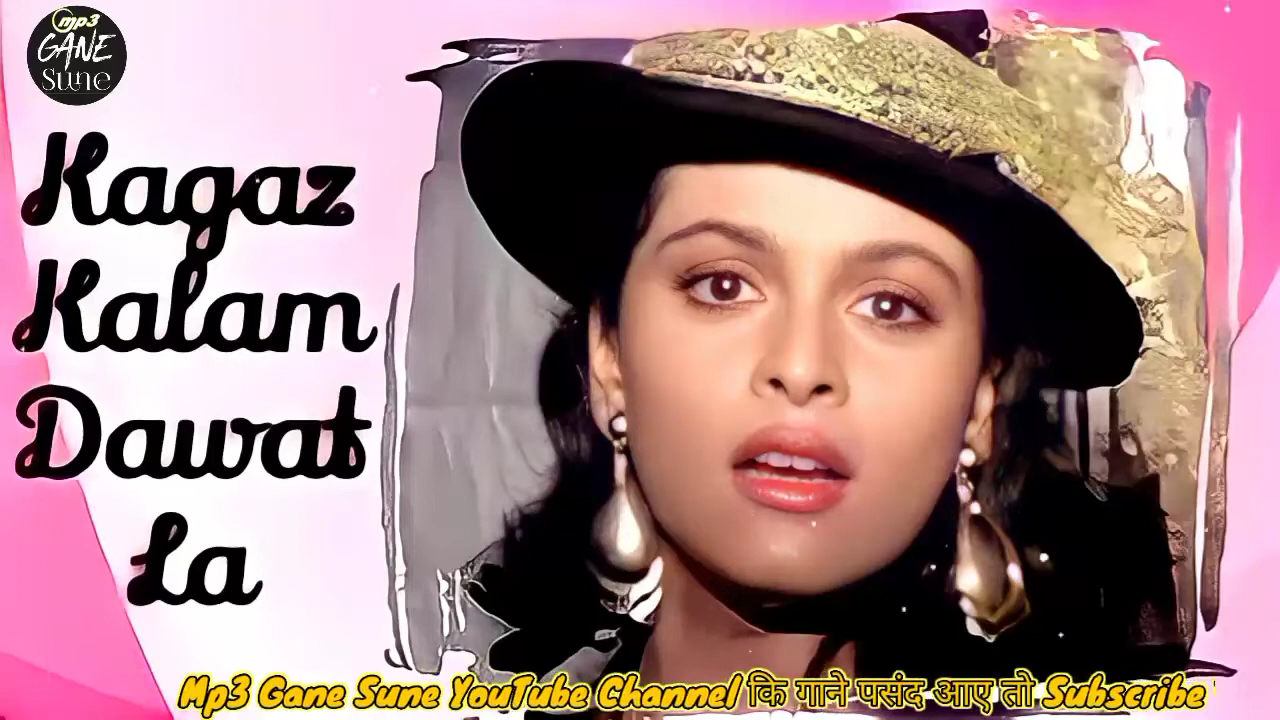 mp3
GANE
Sune
Kagaz
Kalam
Dawat
La
Mp3 Gane Sune YouTube Channel कि गाने पसंद आए तो Subscribe